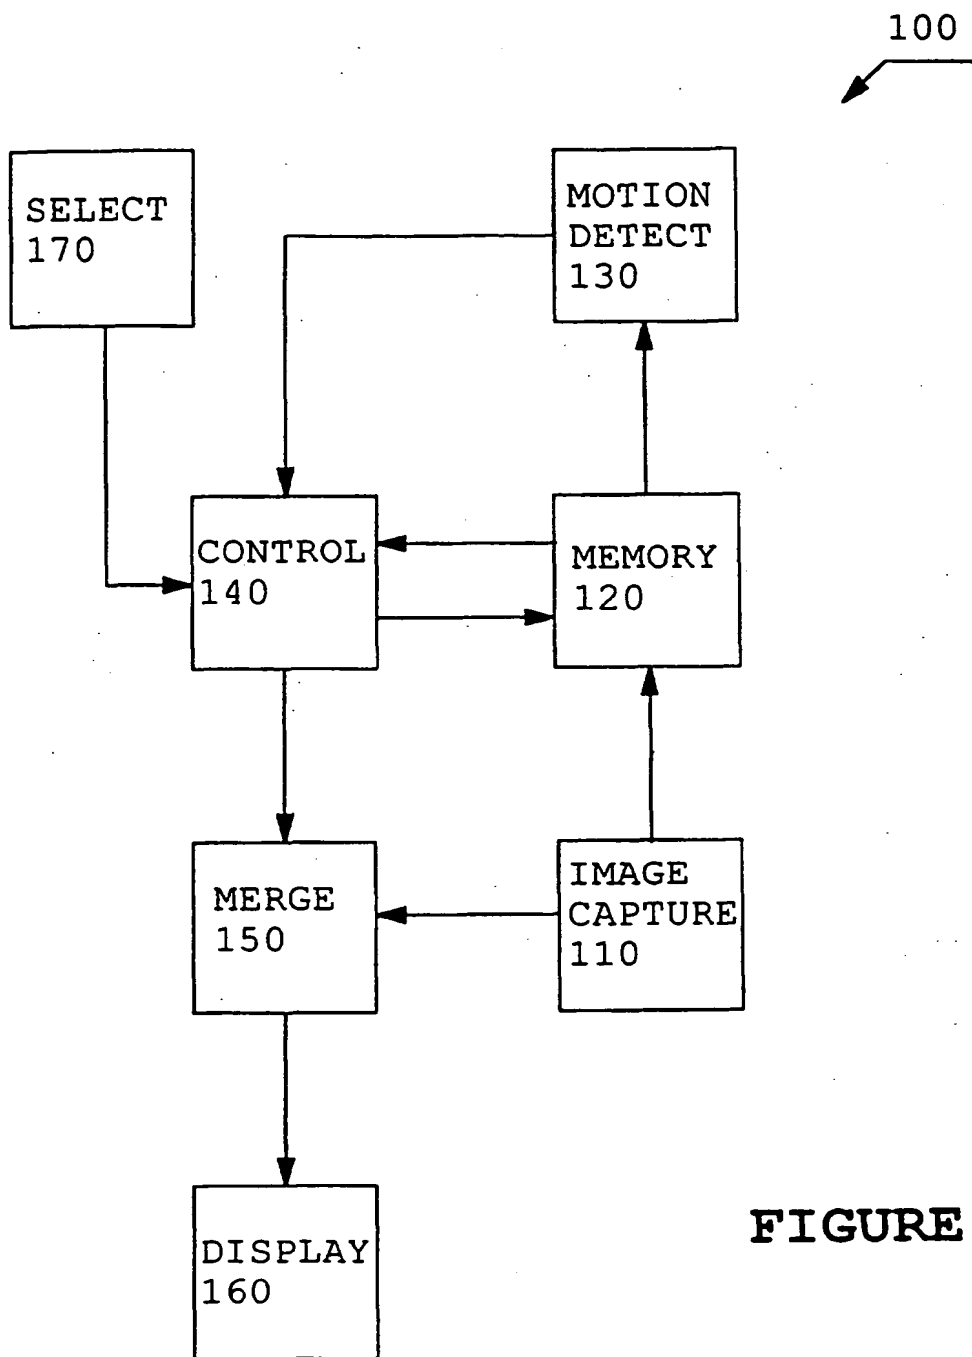 100
SELECT
170
MOTION
DETECT
130
CONTROL
140
MEMORY
120
MERGE
150
IMAGE
CAPTURE
110
DISPLAY
160
FIGURE